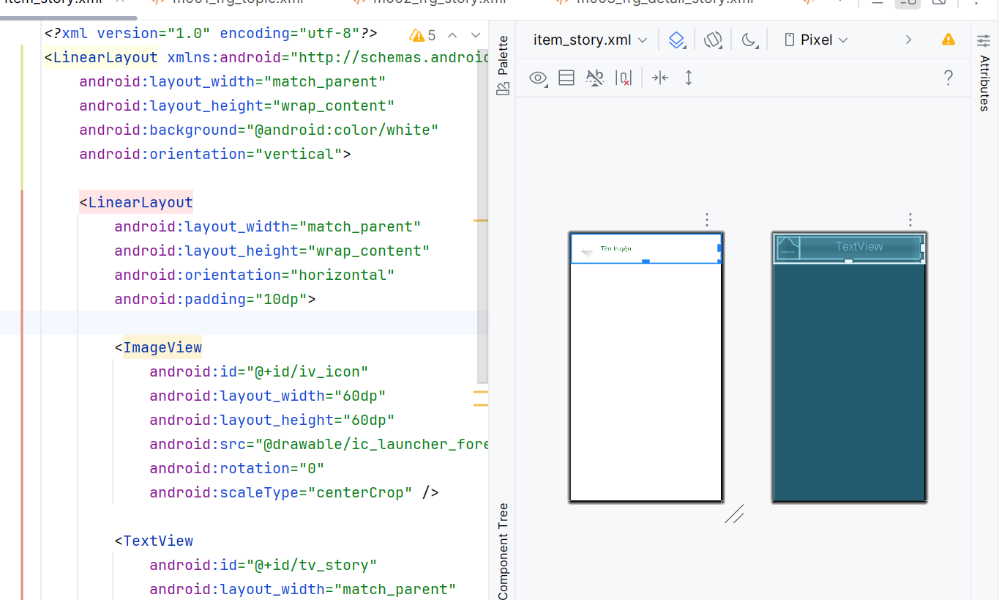 item_story.xml m001_frg_topic.xml m002_frg_story.xml m003_frg_detail_story.xml
<?xml version="1.0" encoding="utf-8"?>
5
<LinearLayout xmlns:android="http://schemas.android
android:layout_width="match_parent"
android:layout_height="wrap_content"
android:background="@android:color/white"
android:orientation="vertical">
<LinearLayout
android:layout_width="match_parent"
android:layout_height="wrap_content"
android:orientation="horizontal"
android:padding="10dp">
<ImageView
android:id="@+id/iv_icon"
android:layout_width="60dp"
android:layout_height="60dp"
android:src="@drawable/ic_launcher_fore
android:rotation="0"
android:scaleType="centerCrop" />
<TextView
android:id="@+id/tv_story"
android:layout_width="match_parent"
Palette
Component Tree
item_story.xml
Pixel
?
Tên truyện
TextView
Attributes